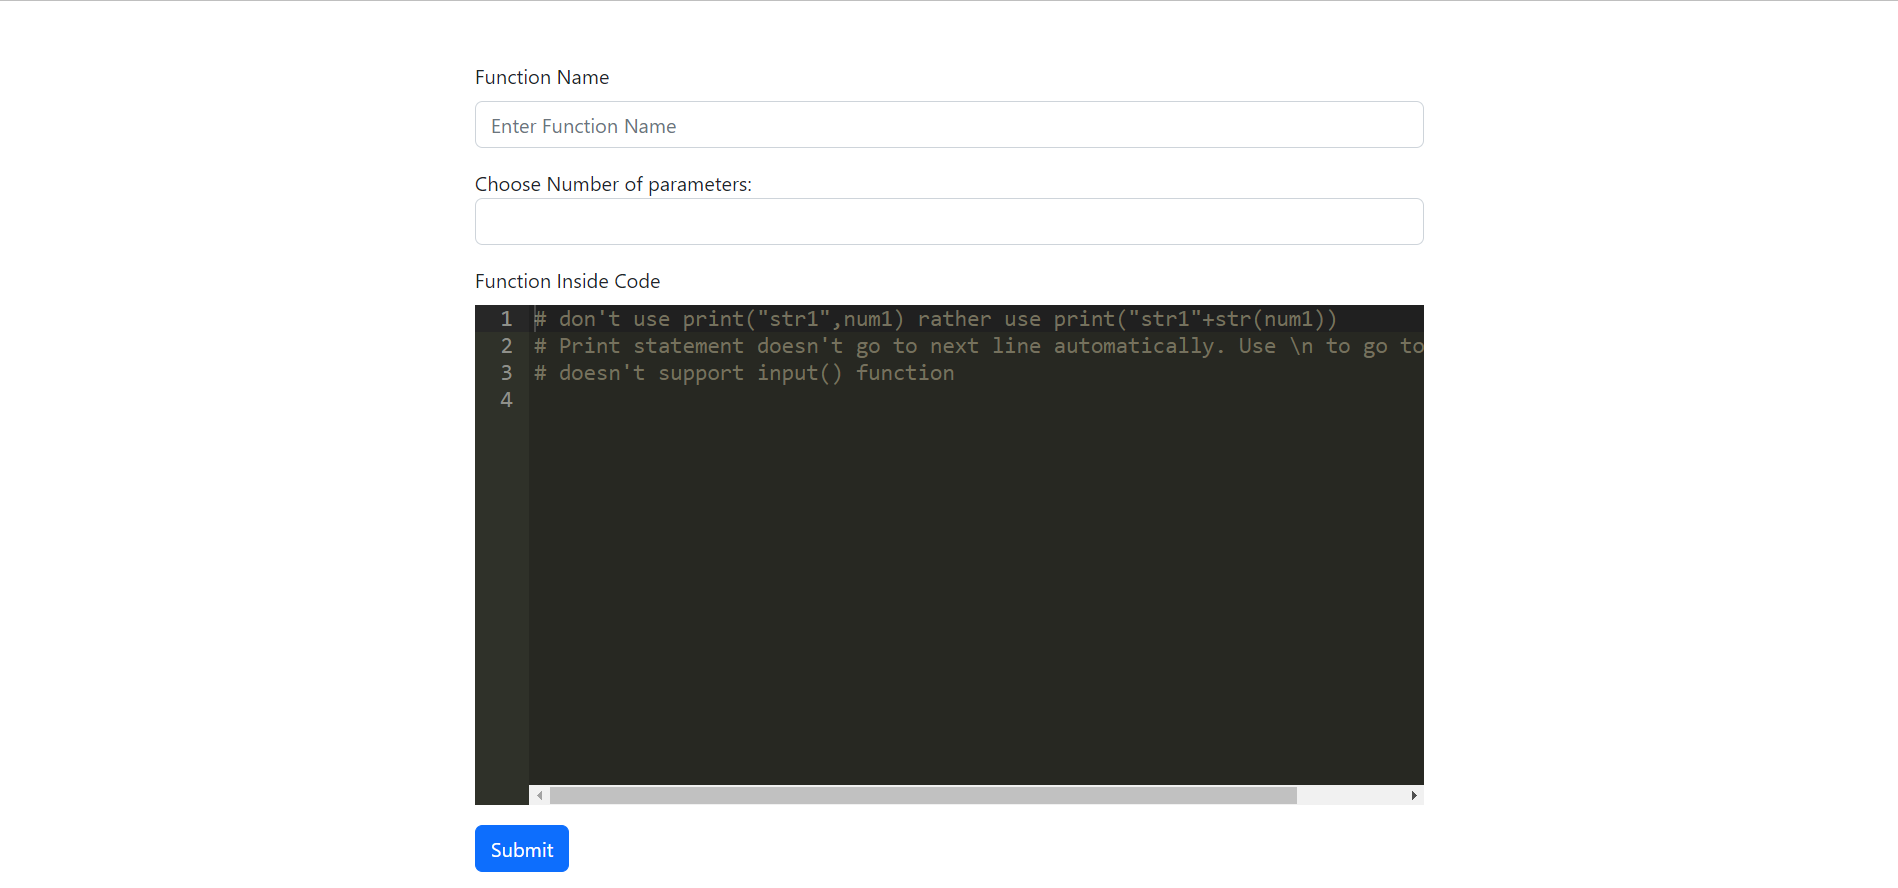 Function Name
Enter Function Name
Choose Number of parameters:
Function Inside Code
1 # don't use print("str1",num1) rather use print("str1"+str(num1))
2 # Print statement doesn't go to next line automatically. Use \n to go to
3 # doesn't support input() function
4
Submit